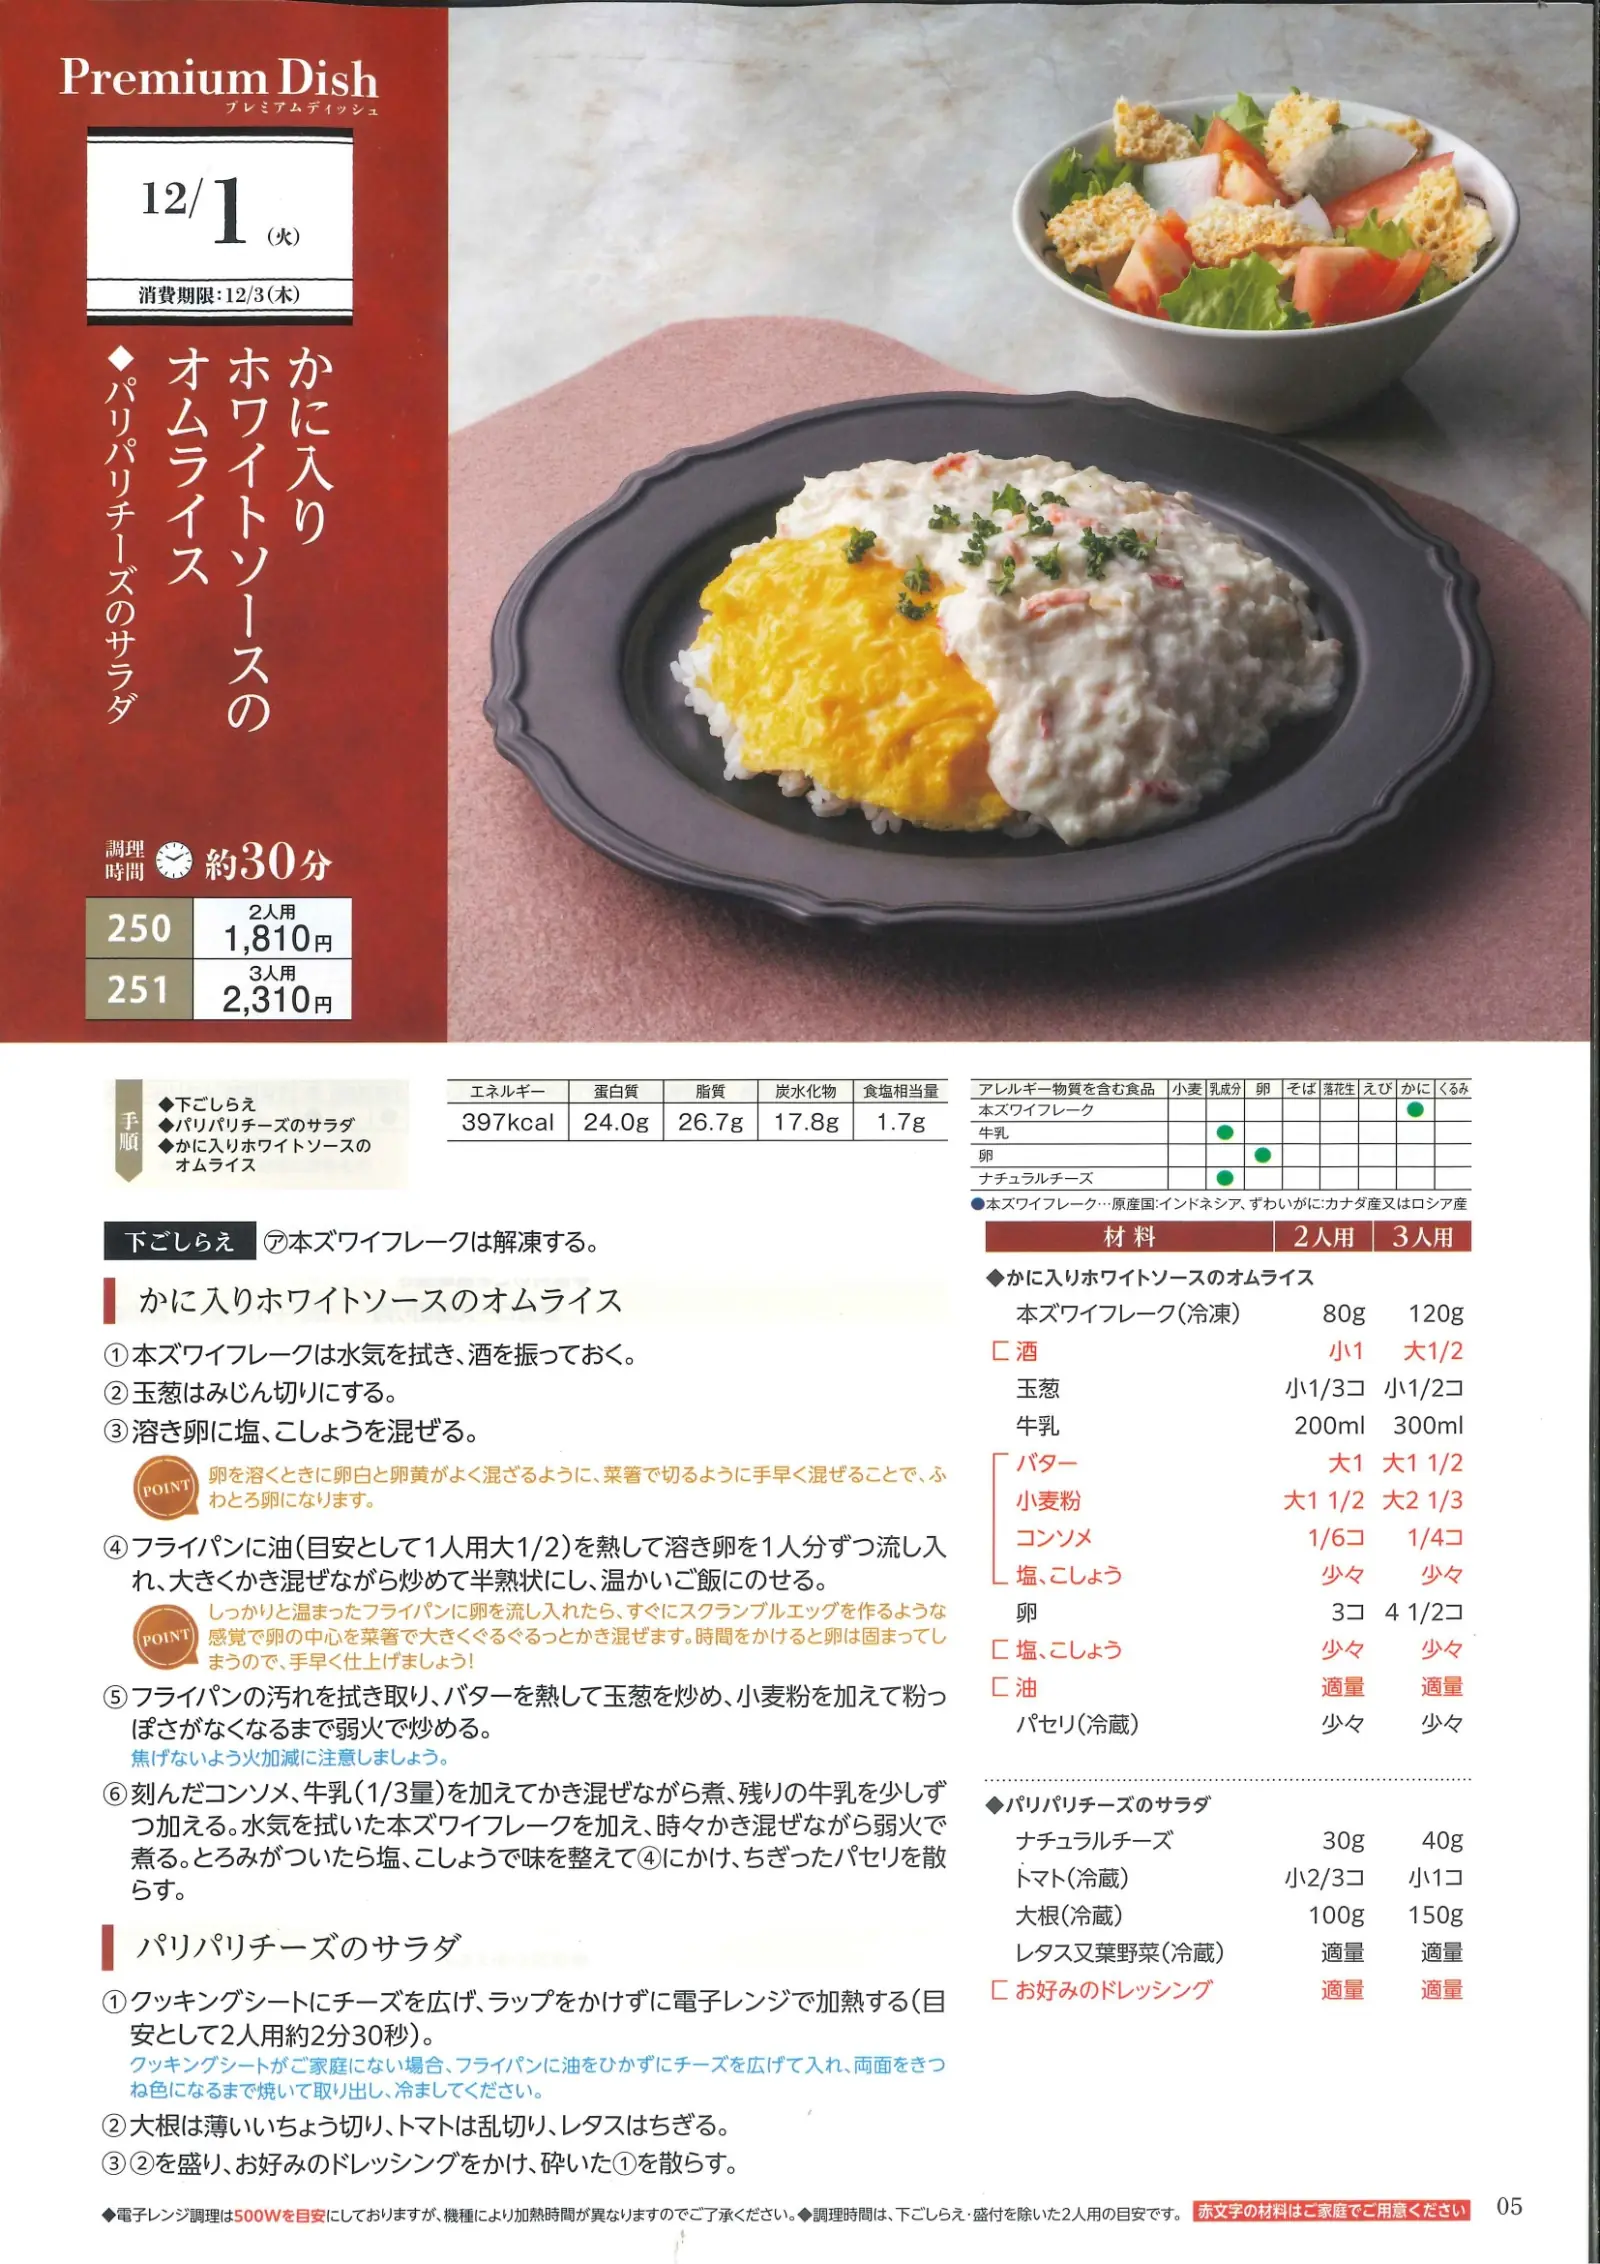 Premium Dish
プレミアムディッシュ
12/1(火)
消費期限:12/3(木)
かに入り
ホワイトソースの
オムライス
◆パリパリチーズのサラダ
調理時間 約30分
250 2人用 1,810円
251 3人用 2,310円
手順
◆下ごしらえ
◆パリパリチーズのサラダ
◆かに入りホワイトソースの
オムライス
エネルギー 蛋白質 脂質 炭水化物 食塩相当量
397kcal 24.0g 26.7g 17.8g 1.7g
アレルギー物質を含む食品 小麦 乳成分 卵 そば 落花生 えび かに くるみ
本ズワイフレーク ●
牛乳 ●
卵 ●
ナチュラルチーズ ●
●本ズワイフレーク…原産国:インドネシア、ずわいがに:カナダ産又はロシア産
下ごしらえ ㋐本ズワイフレークは解凍する。
かに入りホワイトソースのオムライス
①本ズワイフレークは水気を拭き、酒を振っておく。
②玉葱はみじん切りにする。
③溶き卵に塩、こしょうを混ぜる。
POINT
卵を溶くときに卵白と卵黄がよく混ざるように、菜箸で切るように手早く混ぜることで、ふ
わとろ卵になります。
④フライパンに油(目安として1人用大1/2)を熱して溶き卵を1人分ずつ流し入
れ、大きくかき混ぜながら炒めて半熟状にし、温かいご飯にのせる。
POINT
しっかりと温まったフライパンに卵を流し入れたら、すぐにスクランブルエッグを作るような
感覚で卵の中心を菜箸で大きくぐるぐるっとかき混ぜます。時間をかけると卵は固まってし
まうので、手早く仕上げましょう!
⑤フライパンの汚れを拭き取り、バターを熱して玉葱を炒め、小麦粉を加えて粉っ
ぽさがなくなるまで弱火で炒める。
焦げないよう火加減に注意しましょう。
⑥刻んだコンソメ、牛乳(1/3量)を加えてかき混ぜながら煮、残りの牛乳を少しず
つ加える。水気を拭いた本ズワイフレークを加え、時々かき混ぜながら弱火で
煮る。とろみがついたら塩、こしょうで味を整えて④にかけ、ちぎったパセリを散
らす。
パリパリチーズのサラダ
①クッキングシートにチーズを広げ、ラップをかけずに電子レンジで加熱する(目
安として2人用約2分30秒)。
クッキングシートがご家庭にない場合、フライパンに油をひかずにチーズを広げて入れ、両面をきつ
ね色になるまで焼いて取り出し、冷ましてください。
②大根は薄いいちょう切り、トマトは乱切り、レタスはちぎる。
③②を盛り、お好みのドレッシングをかけ、砕いた①を散らす。
材料 2人用 3人用
◆かに入りホワイトソースのオムライス
本ズワイフレーク(冷凍) 80g 120g
酒 小1 大1/2
玉葱 小1/3コ 小1/2コ
牛乳 200ml 300ml
バター 大1 大1 1/2
小麦粉 大1 1/2 大2 1/3
コンソメ 1/6コ 1/4コ
塩、こしょう 少々 少々
卵 3コ 4 1/2コ
塩、こしょう 少々 少々
油 適量 適量
パセリ(冷蔵) 少々 少々
◆パリパリチーズのサラダ
ナチュラルチーズ 30g 40g
トマト(冷蔵) 小2/3コ 小1コ
大根(冷蔵) 100g 150g
レタス又葉野菜(冷蔵) 適量 適量
お好みのドレッシング 適量 適量
◆電子レンジ調理は500Wを目安にしておりますが、機種により加熱時間が異なりますのでご了承ください。◆調理時間は、下ごしらえ・盛付を除いた2人用の目安です。 赤文字の材料はご家庭でご用意ください 05